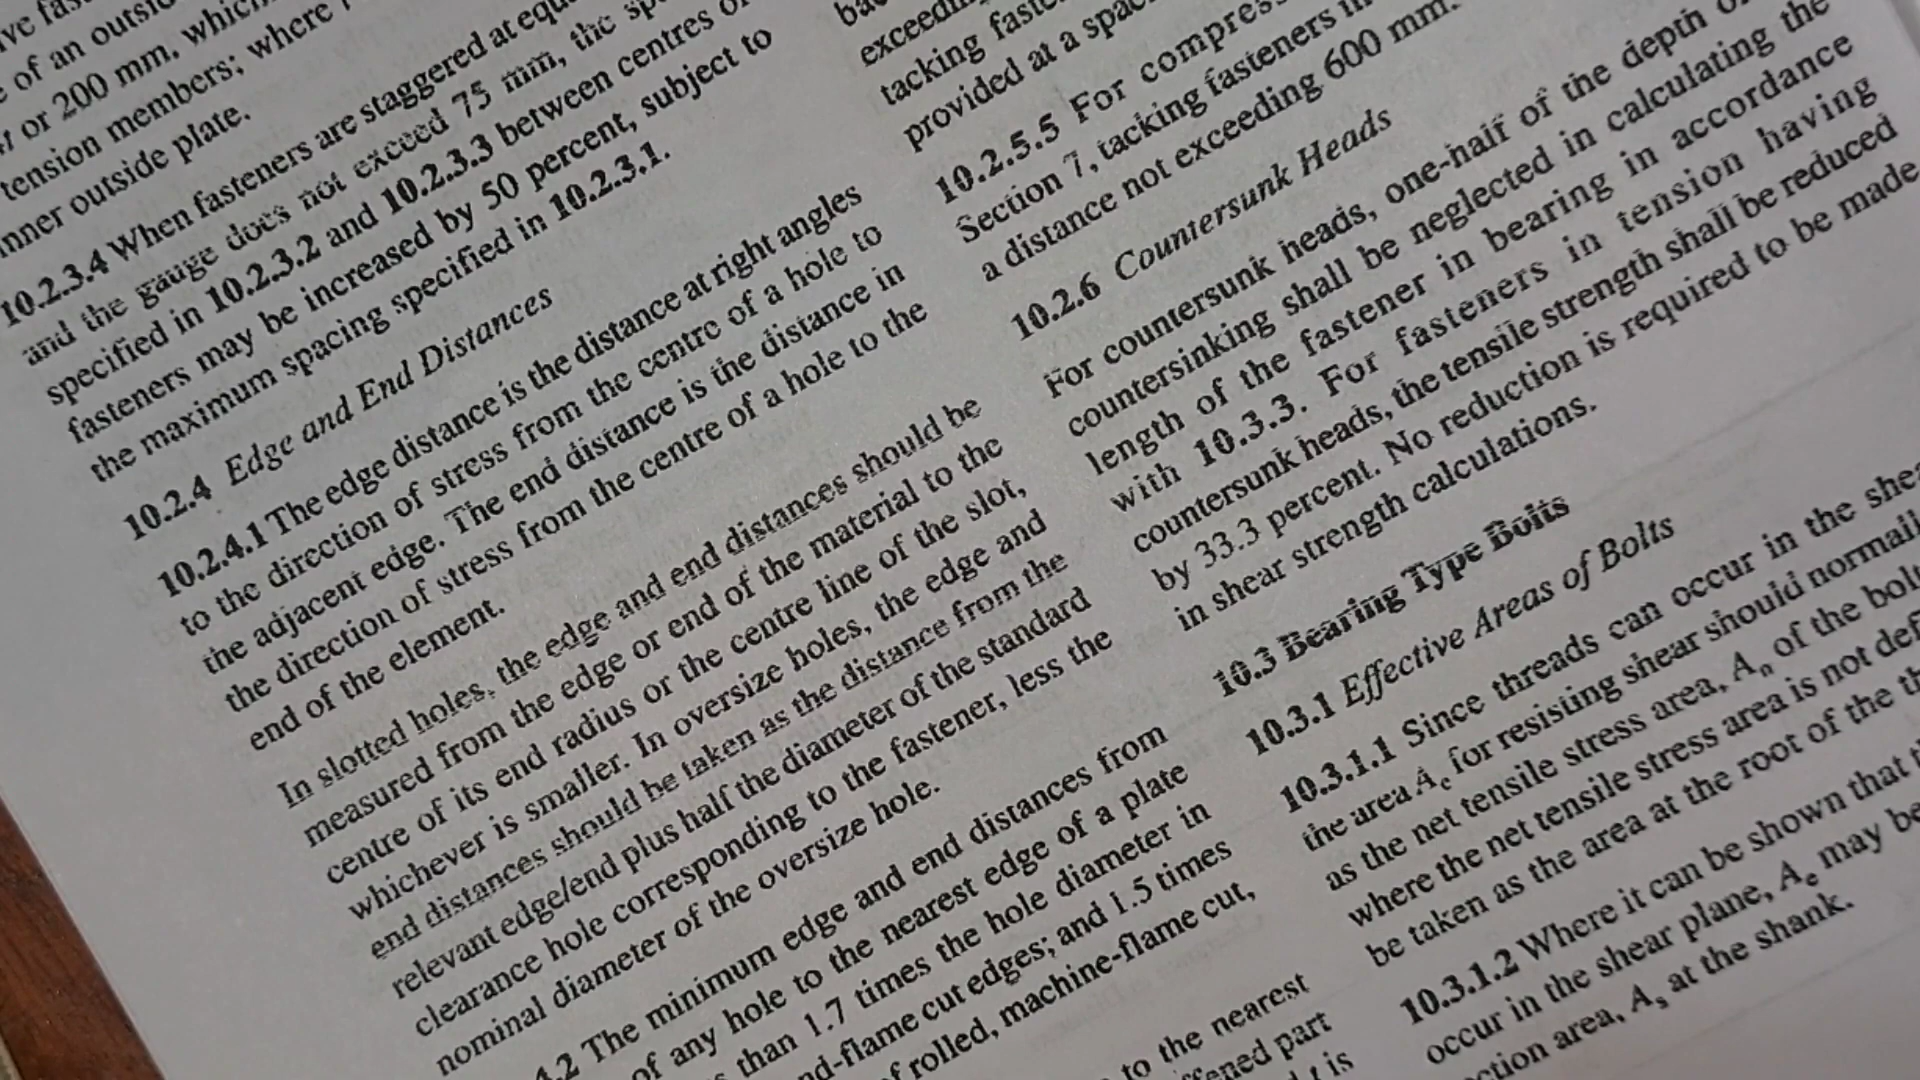 of an outside
or 200 mm, which
tension members; where
inner outside plate.
10.2.3.4 When fasteners are staggered at equ
and the gauge does not exceed 75 mm, the
specified in 10.2.3.2 and 10.2.3.3 between centres of
fasteners may be increased by 50 percent, subject to
the maximum spacing specified in 10.2.3.1.
10.2.4 Edge and End Distances
10.2.4.1 The edge distance is the distance at right angles
to the direction of stress from the centre of a hole to
the adjacent edge. The end distance is the distance in
the direction of stress from the centre of a hole to the
end of the element.
In slotted holes, the edge and end distances should be
measured from the edge or end of the material to the
centre of its end radius or the centre line of the slot,
whichever is smaller. In oversize holes, the edge and
end distances should be taken as the distance from the
relevant edge/end plus half the diameter of the standard
clearance hole corresponding to the fastener, less the
nominal diameter of the oversize hole.
.2 The minimum edge and end distances from
of any hole to the nearest edge of a plate
than 1.7 times the hole diameter in
nd-flame cut edges; and 1.5 times
rolled, machine-flame cut,
to the nearest
ffened part
t is
exceeding
tacking faste
provided at a spac
10.2.5.5 For compress
Section 7, tacking fasteners in
a distance not exceeding 600 mm.
10.2.6 Countersunk Heads
For countersunk heads, one-half of the depth of
countersinking shall be neglected in calculating the
length of the fastener in bearing in accordance
with 10.3.3. For fasteners in tension having
countersunk heads, the tensile strength shall be reduced
by 33.3 percent. No reduction is required to be made
in shear strength calculations.
10.3 Bearing Type Bolts
10.3.1 Effective Areas of Bolts
10.3.1.1 Since threads can occur in the shea
the area Ae for resisting shear should normall
as the net tensile stress area, An of the bolt
where the net tensile stress area is not def
be taken as the area at the root of the th
10.3.1.2 Where it can be shown that t
occur in the shear plane, Ae may be
ction area, As at the shank.